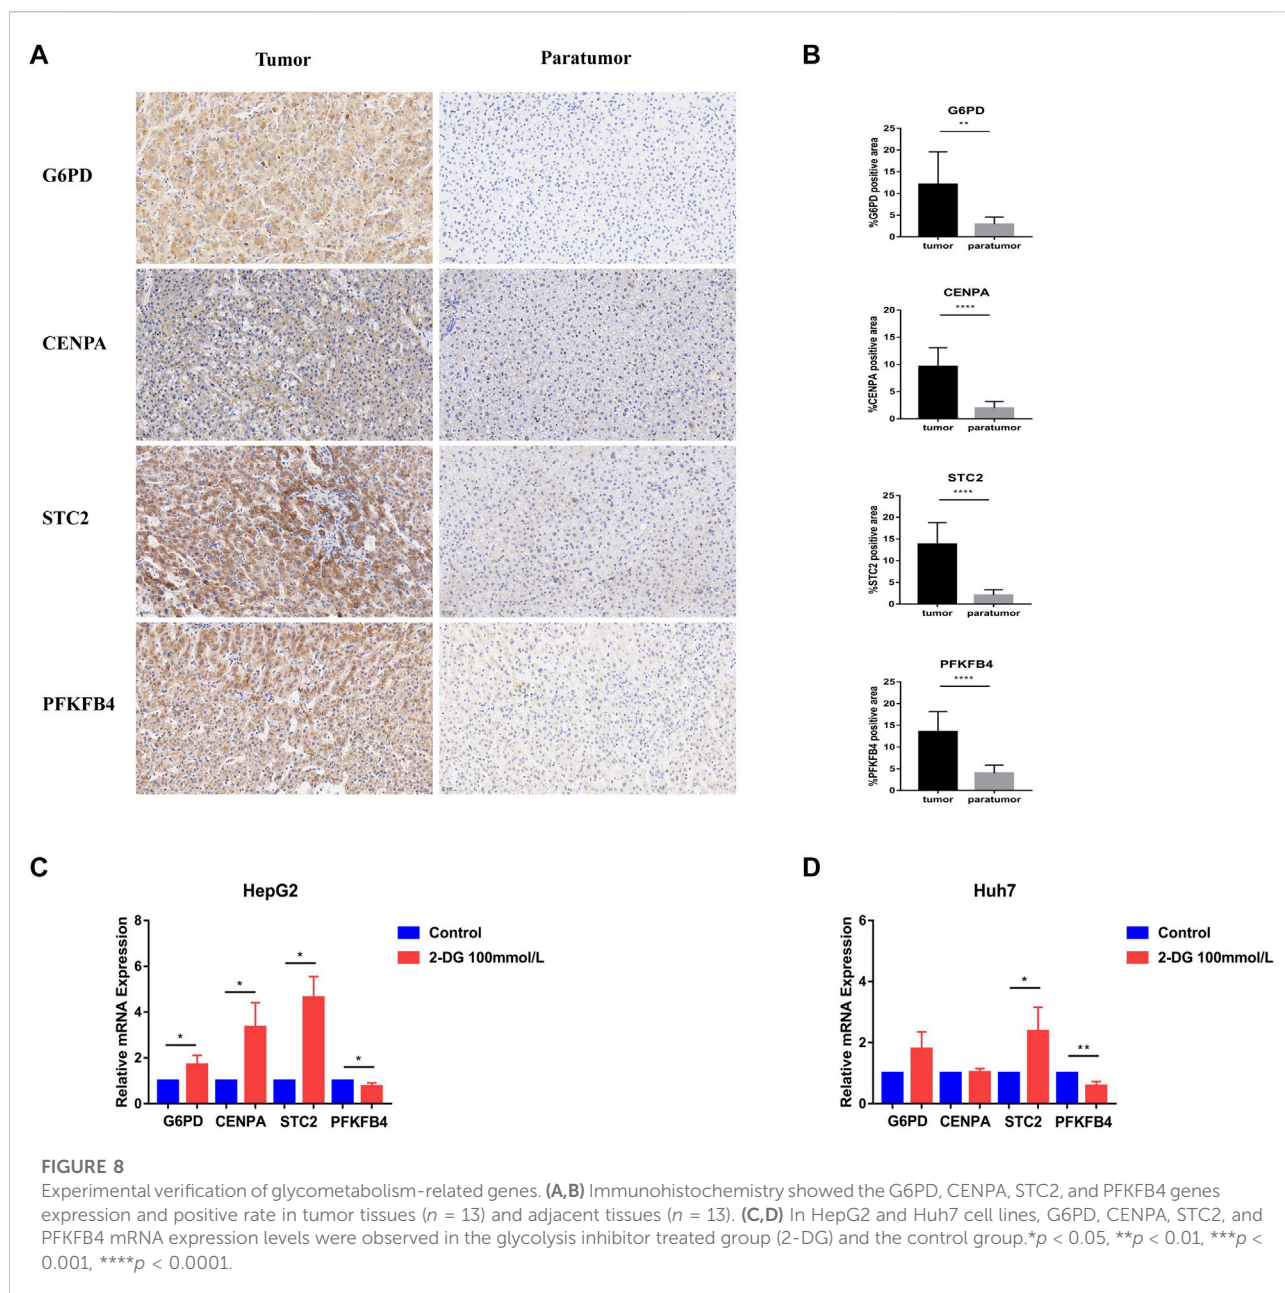 A
Tumor
Paratumor
G6PD
CENPA
STC2
PFKFB4
B
G6PD
**
%G6PD positive area
25
20
15
10
5
0
tumor
paratumor
CENPA
****
%CENPA positive area
20
15
10
5
0
tumor
paratumor
STC2
****
%STC2 positive area
25
20
15
10
5
0
tumor
paratumor
PFKFB4
****
%PFKFB4 positive area
25
20
15
10
5
0
tumor
paratumor
C
HepG2
Relative mRNA Expression
8
6
4
2
0
*
*
*
*
G6PD
CENPA
STC2
PFKFB4
Control
2-DG 100mmol/L
D
Huh7
Relative mRNA Expression
6
4
2
0
*
**
G6PD
CENPA
STC2
PFKFB4
Control
2-DG 100mmol/L
FIGURE 8
Experimental verification of glycometabolism-related genes. (A,B) Immunohistochemistry showed the G6PD, CENPA, STC2, and PFKFB4 genes
expression and positive rate in tumor tissues (n = 13) and adjacent tissues (n = 13). (C,D) In HepG2 and Huh7 cell lines, G6PD, CENPA, STC2, and
PFKFB4 mRNA expression levels were observed in the glycolysis inhibitor treated group (2-DG) and the control group.*p < 0.05, **p < 0.01, ***p <
0.001, ****p < 0.0001.